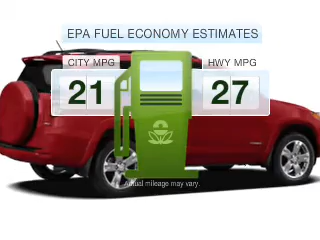 EPA FUEL ECONOMY ESTIMATES
CITY MPG
HWY MPG
21
27
Actual mileage may vary.